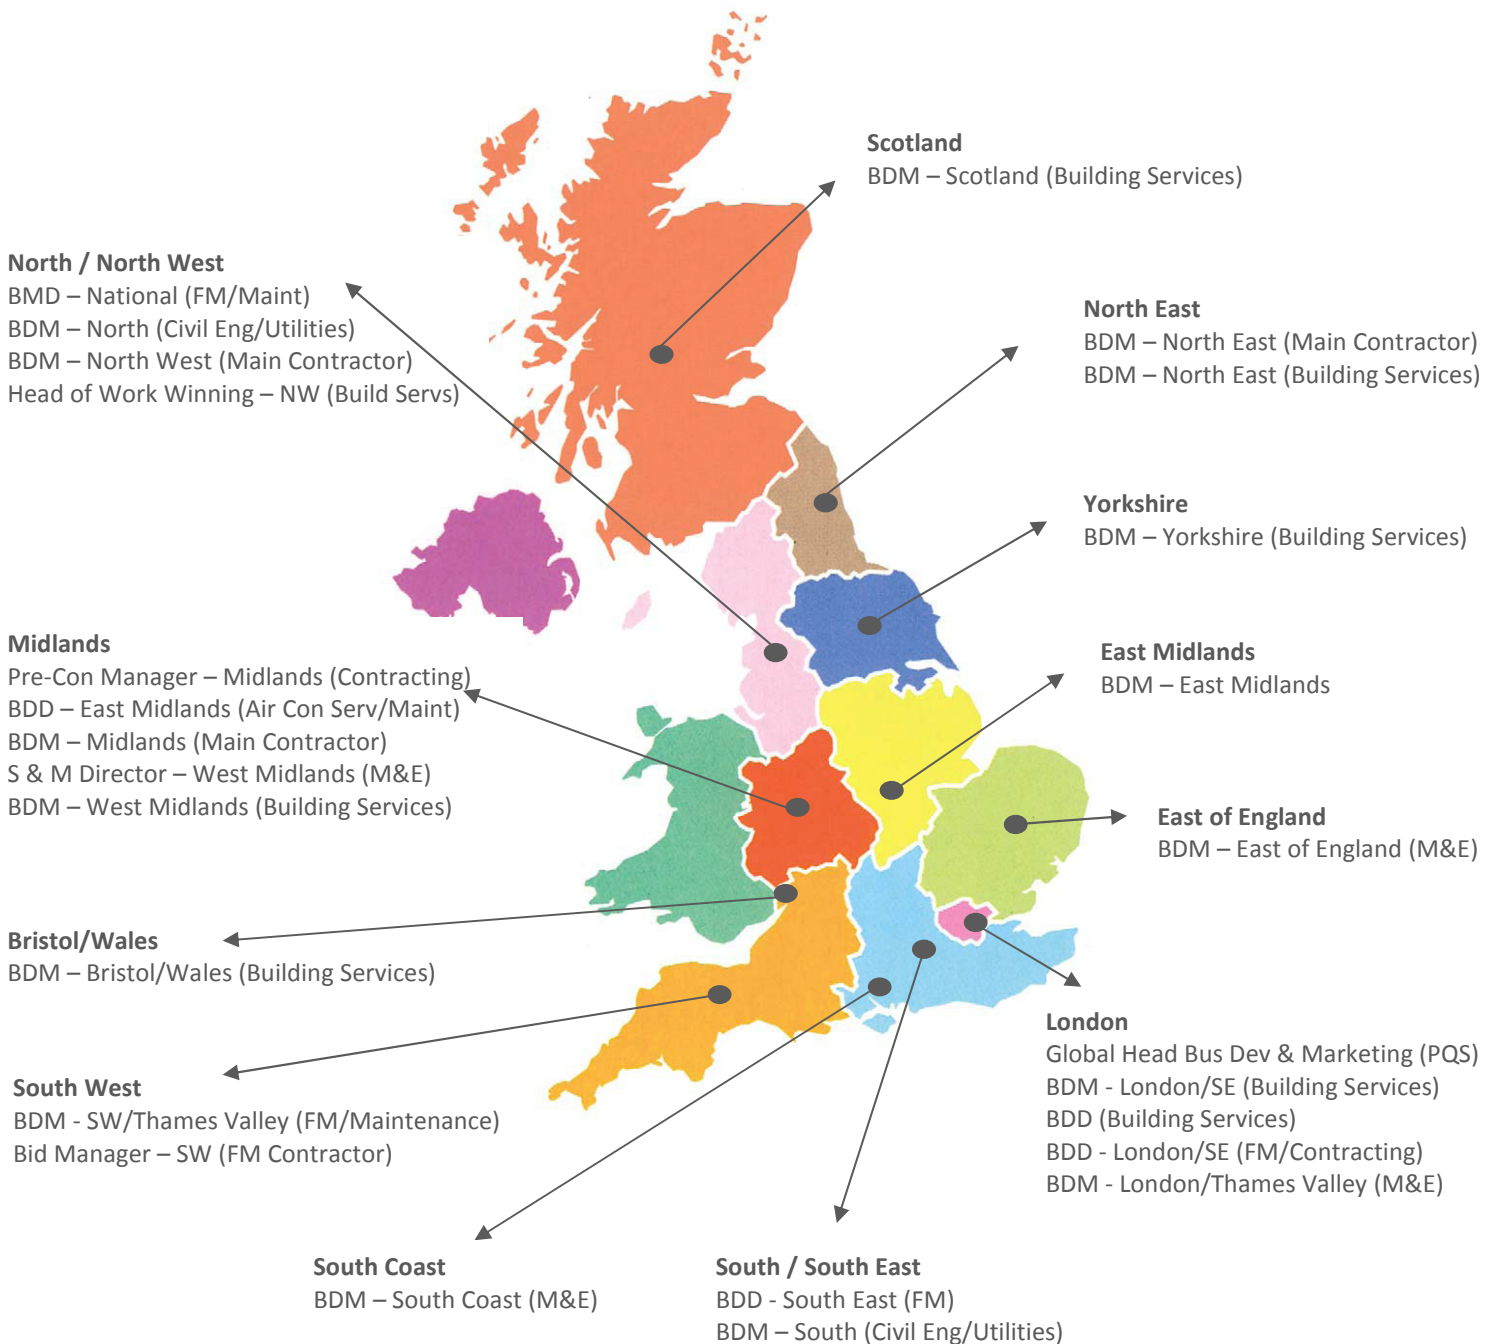 Scotland
BDM – Scotland (Building Services)
North / North West
BMD – National (FM/Maint)
BDM – North (Civil Eng/Utilities)
BDM – North West (Main Contractor)
Head of Work Winning – NW (Build Servs)
North East
BDM – North East (Main Contractor)
BDM – North East (Building Services)
Yorkshire
BDM – Yorkshire (Building Services)
Midlands
Pre-Con Manager – Midlands (Contracting)
BDD – East Midlands (Air Con Serv/Maint)
BDM – Midlands (Main Contractor)
S & M Director – West Midlands (M&E)
BDM – West Midlands (Building Services)
East Midlands
BDM – East Midlands
East of England
BDM – East of England (M&E)
Bristol/Wales
BDM – Bristol/Wales (Building Services)
London
Global Head Bus Dev & Marketing (PQS)
BDM - London/SE (Building Services)
BDD (Building Services)
BDD - London/SE (FM/Contracting)
BDM - London/Thames Valley (M&E)
South West
BDM - SW/Thames Valley (FM/Maintenance)
Bid Manager – SW (FM Contractor)
South Coast
BDM – South Coast (M&E)
South / South East
BDD - South East (FM)
BDM – South (Civil Eng/Utilities)